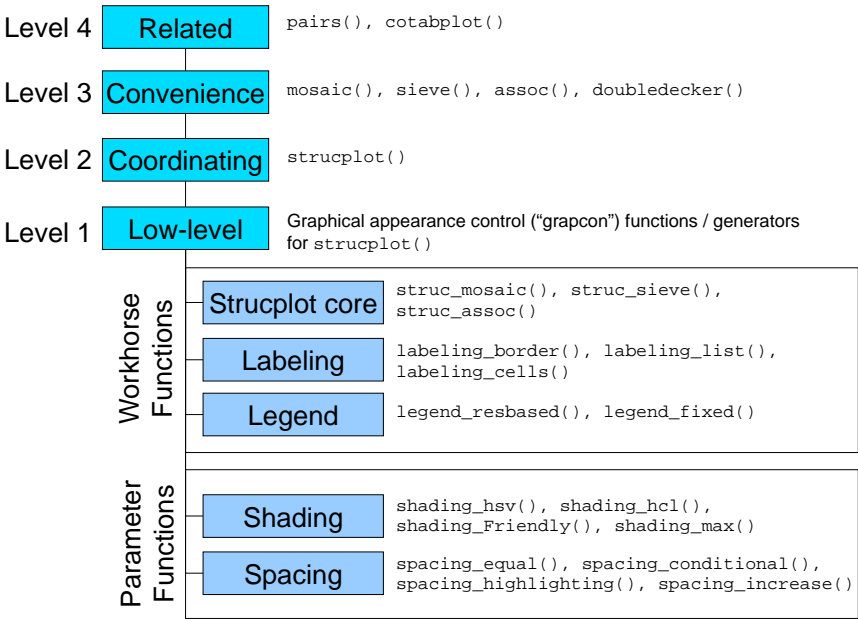 Level 4 Related pairs(), cotabplot()
Level 3 Convenience mosaic(), sieve(), assoc(), doubledecker()
Level 2 Coordinating strucplot()
Level 1 Low-level Graphical appearance control (“grapcon”) functions / generators
for strucplot()
Workhorse
Functions
Strucplot core struc_mosaic(), struc_sieve(),
struc_assoc()
Labeling labeling_border(), labeling_list(),
labeling_cells()
Legend legend_resbased(), legend_fixed()
Parameter
Functions
Shading shading_hsv(), shading_hcl(),
shading_Friendly(), shading_max()
Spacing spacing_equal(), spacing_conditional(),
spacing_highlighting(), spacing_increase()